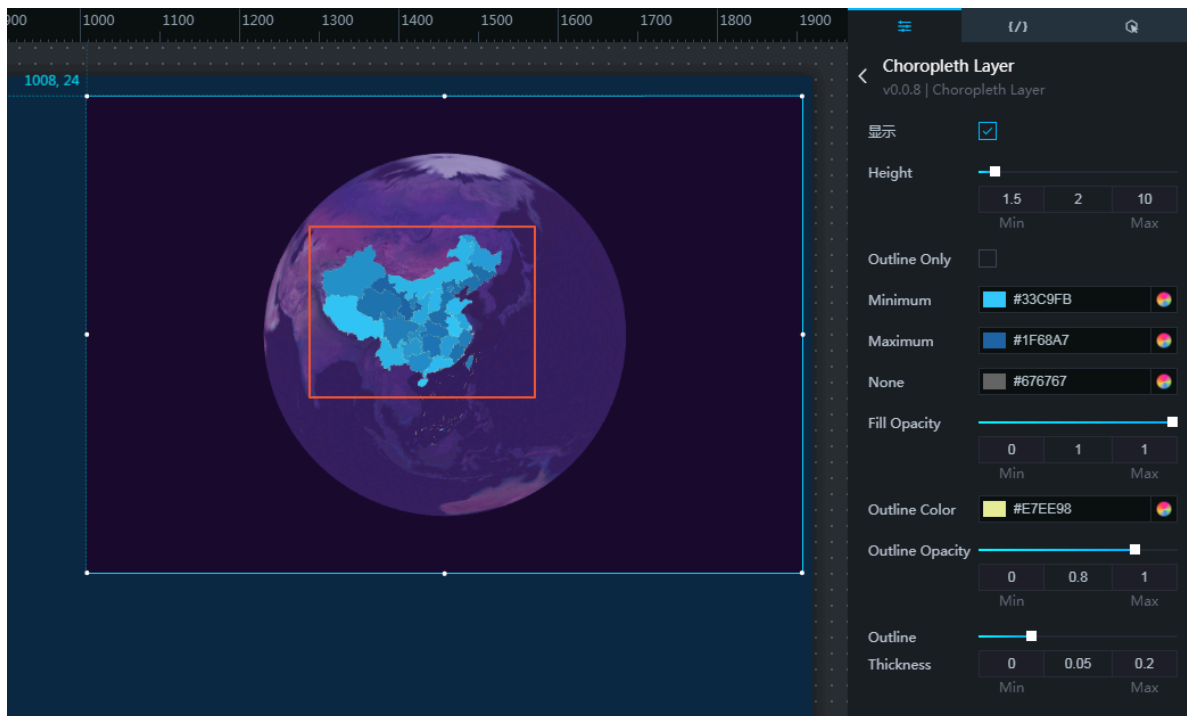 900 1000 1100 1200 1300 1400 1500 1600 1700 1800 1900
{/}
1008, 24
Choropleth Layer
v0.0.8 | Choropleth Layer
显示
Height
1.5 2 10
Min Max
Outline Only
Minimum #33C9FB
Maximum #1F68A7
None #676767
Fill Opacity
0 1 1
Min Max
Outline Color #E7EE98
Outline Opacity
0 0.8 1
Min Max
Outline
Thickness 0 0.05 0.2
Min Max